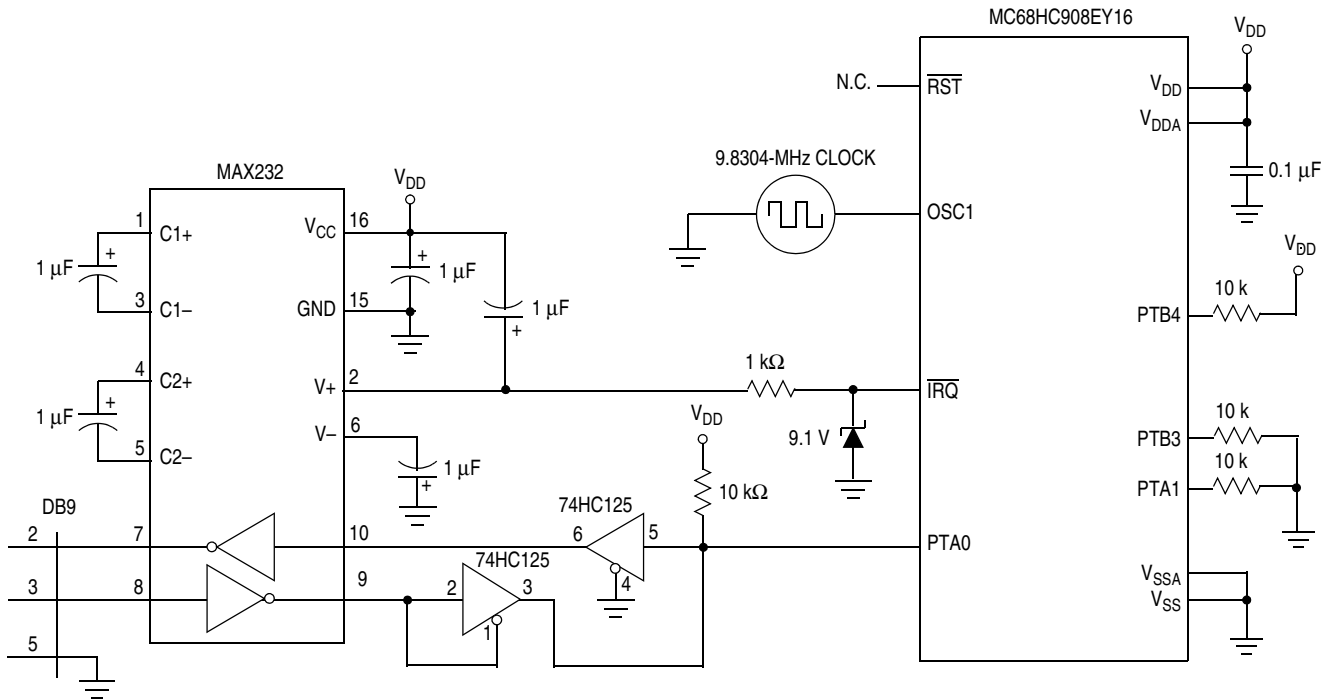 MC68HC908EY16
VDD
N.C.
RST
VDD
VDDA
MAX232
9.8304-MHz CLOCK
0.1 µF
VDD
OSC1
1
C1+
VCC
16
1 µF
+
+
1 µF
VDD
3
C1–
GND
15
1 µF
+
10 k
PTB4
4
C2+
V+
2
1 kΩ
IRQ
1 µF
+
VDD
9.1 V
10 k
PTB3
5
C2–
V–
6
1 µF
+
10 kΩ
10 k
PTA1
DB9
74HC125
2
7
10
6
5
PTA0
4
74HC125
3
8
9
2
3
1
VSSA
VSS
5